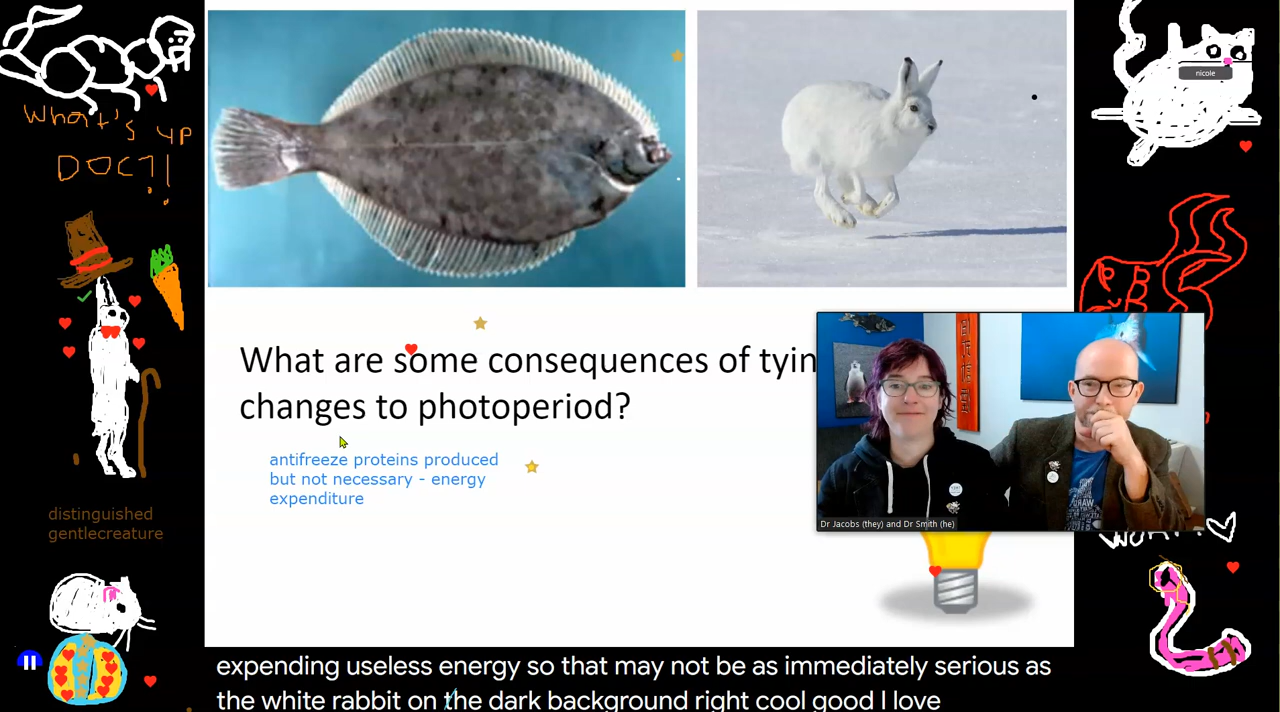 What's up
DOC?!
nicole
What are some consequences of tyin
changes to photoperiod?
antifreeze proteins produced
but not necessary - energy
expenditure
distinguished
gentlecreature
Dr Jacobs (they) and Dr Smith (he)
expending useless energy so that may not be as immediately serious as
the white rabbit on the dark background right cool good I love